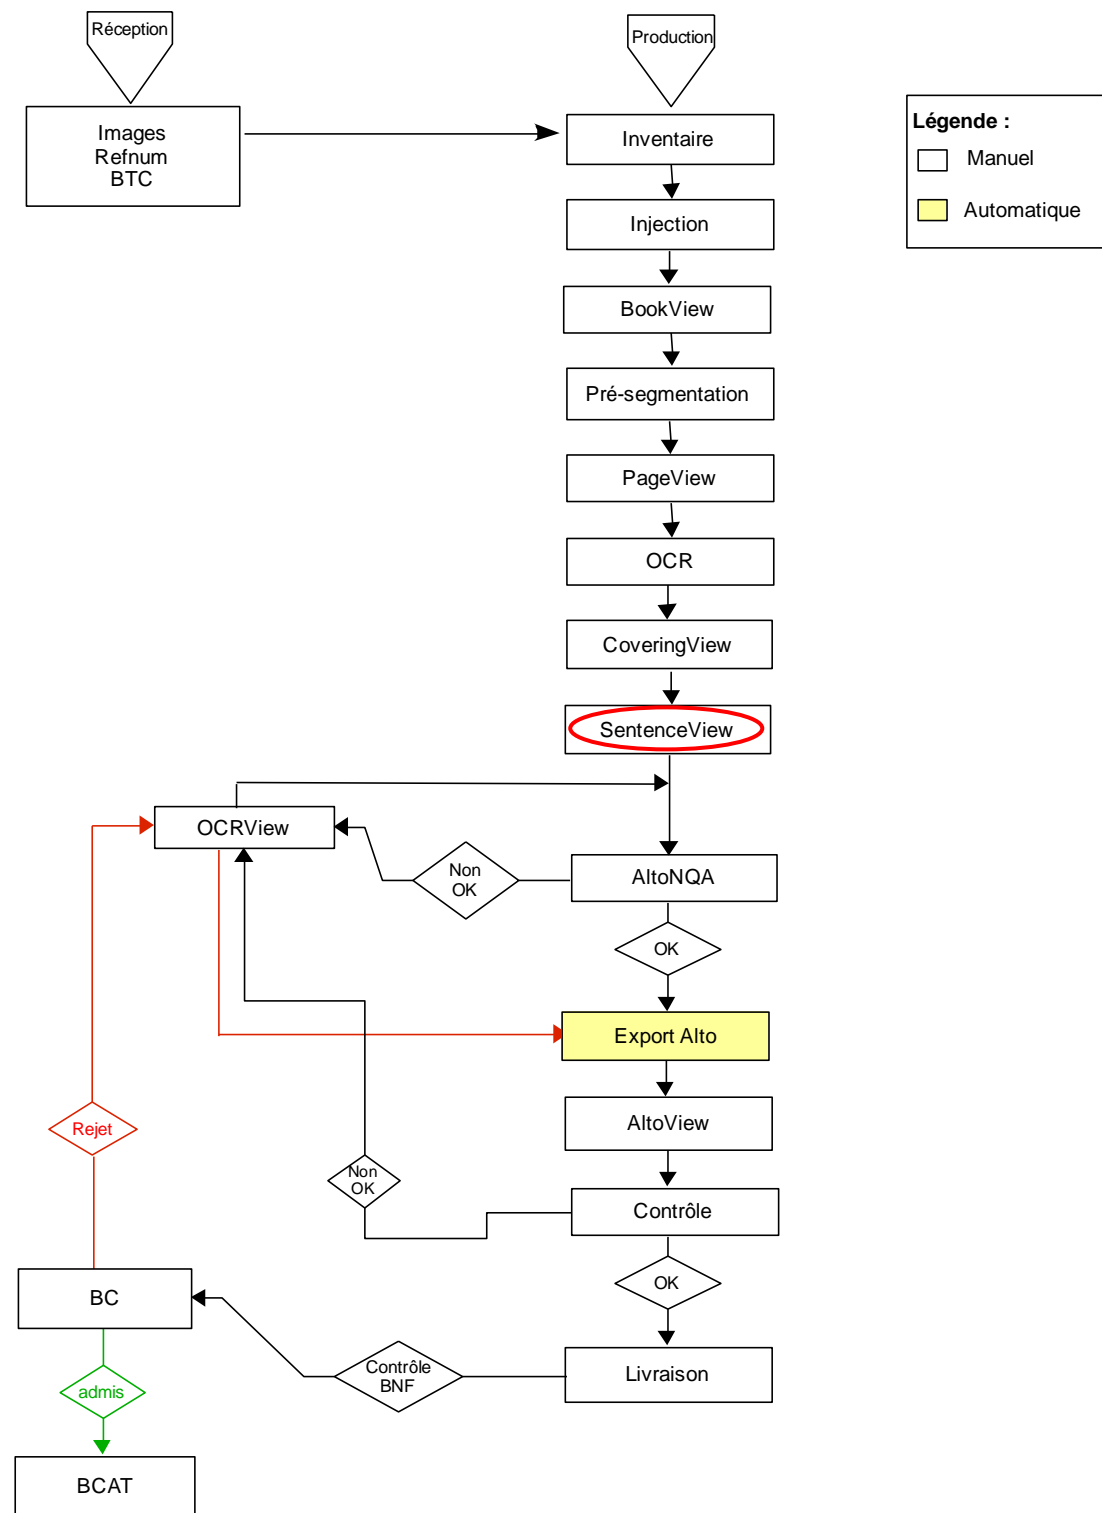 Réception
Production
Images
Refnum
BTC
Inventaire
Légende :
Manuel
Automatique
Injection
BookView
Pré-segmentation
PageView
OCR
CoveringView
SentenceView
OCRView
Non
OK
AltoNQA
OK
Export Alto
Rejet
AltoView
Non
OK
Contrôle
OK
BC
Contrôle
BNF
Livraison
admis
BCAT